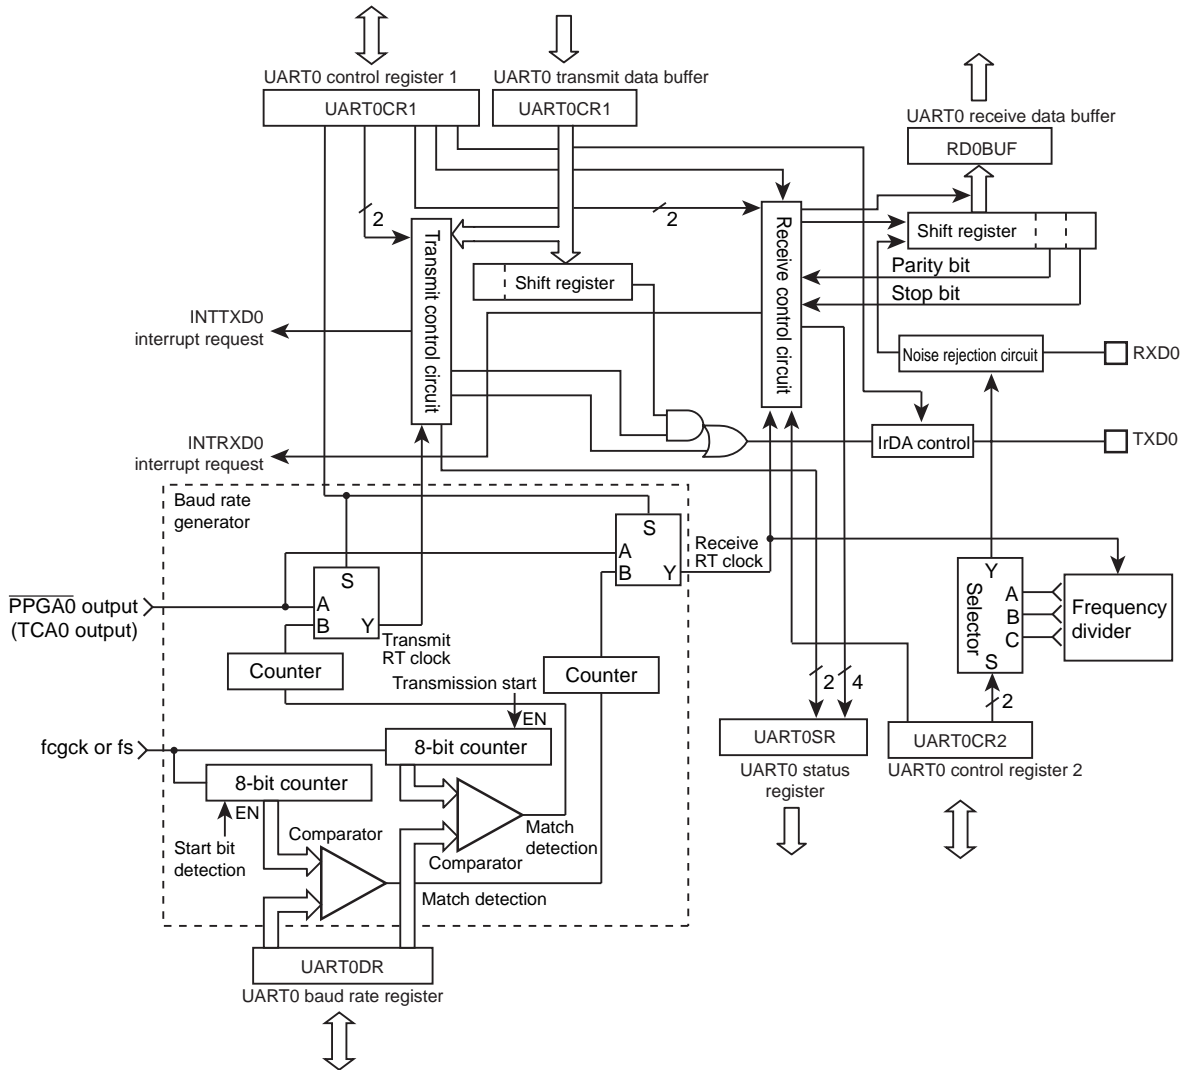 UART0 control register 1
UART0CR1
UART0 transmit data buffer
UART0CR1
UART0 receive data buffer
RD0BUF
2
2
Transmit control circuit
Shift register
Receive control circuit
Shift register
Parity bit
Stop bit
INTTXD0
interrupt request
Noise rejection circuit
RXD0
INTRXD0
interrupt request
IrDA control
TXD0
Baud rate
generator
S
A
B
Y
Receive
RT clock
S
A
B
Y
Transmit
RT clock
PPGA0 output
(TCA0 output)
Y
A
B
C
S
Selector
Frequency
divider
Counter
Counter
Transmission start
EN
2
4
2
fcgck or fs
8-bit counter
8-bit counter
EN
Start bit
detection
Comparator
Comparator
Match
detection
Match detection
UART0SR
UART0 status
register
UART0CR2
UART0 control register 2
UART0DR
UART0 baud rate register